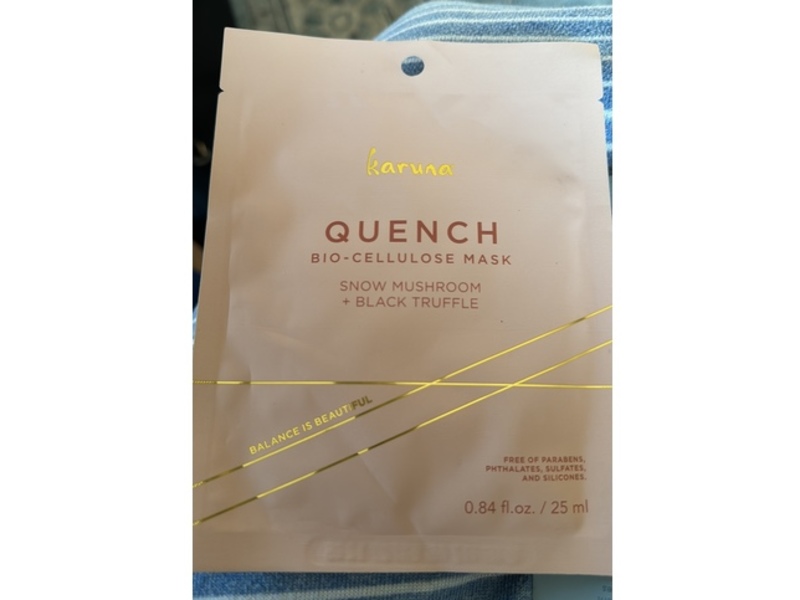 karuna
QUENCH
BIO-CELLULOSE MASK
SNOW MUSHROOM
+ BLACK TRUFFLE
BALANCE IS BEAUTIFUL
FREE OF PARABENS,
PHTHALATES, SULFATES,
AND SILICONES.
0.84 fl.oz. / 25 ml